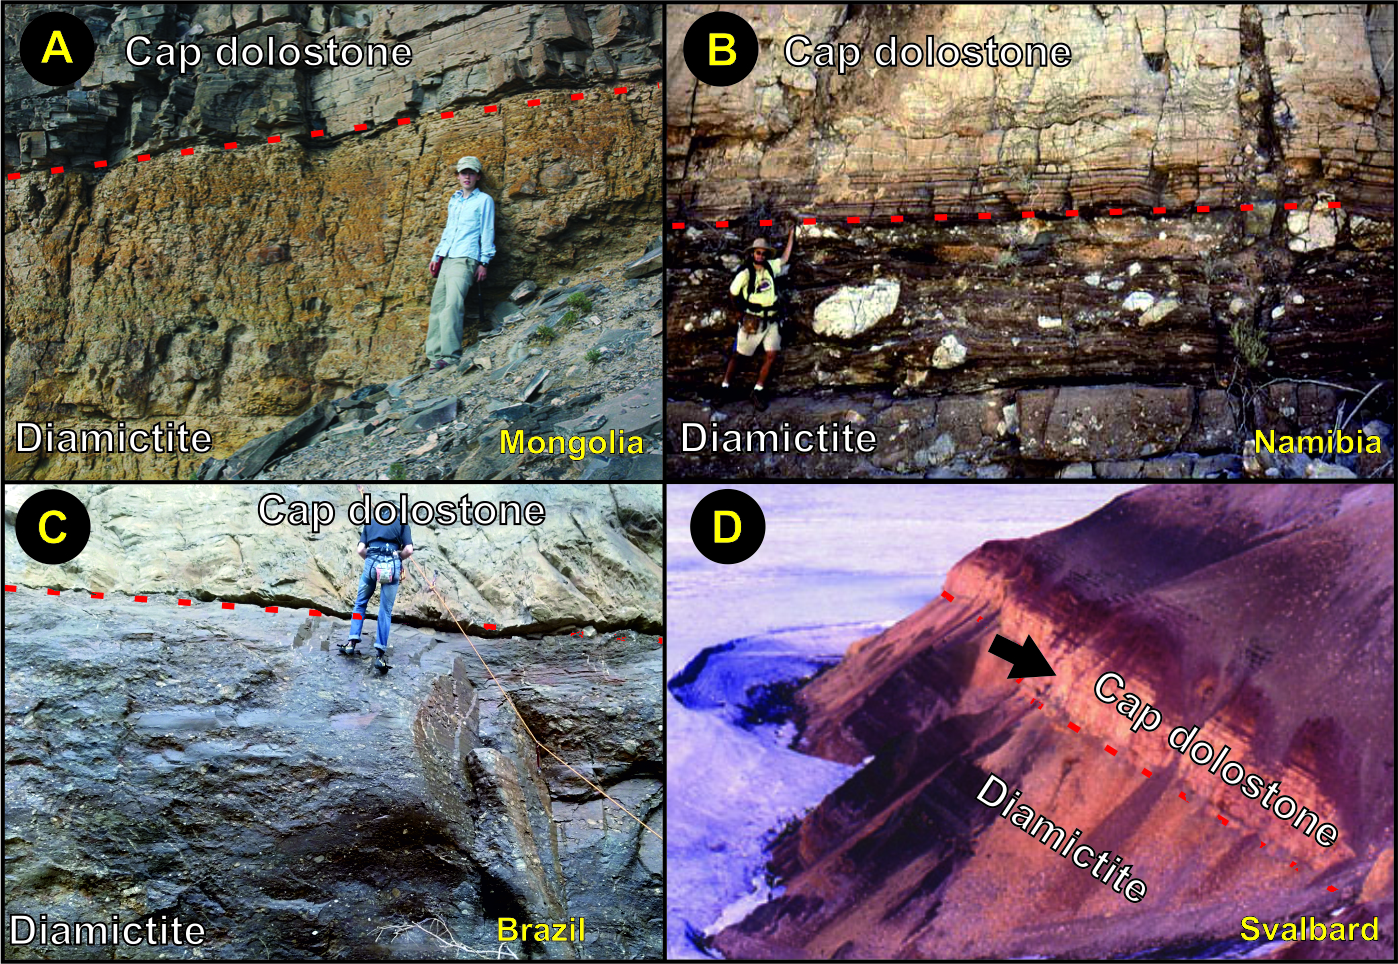 A
Cap dolostone
Diamictite
Mongolia
B
Cap dolostone
Diamictite
Namibia
C
Cap dolostone
Diamictite
Brazil
D
Cap dolostone
Diamictite
Svalbard